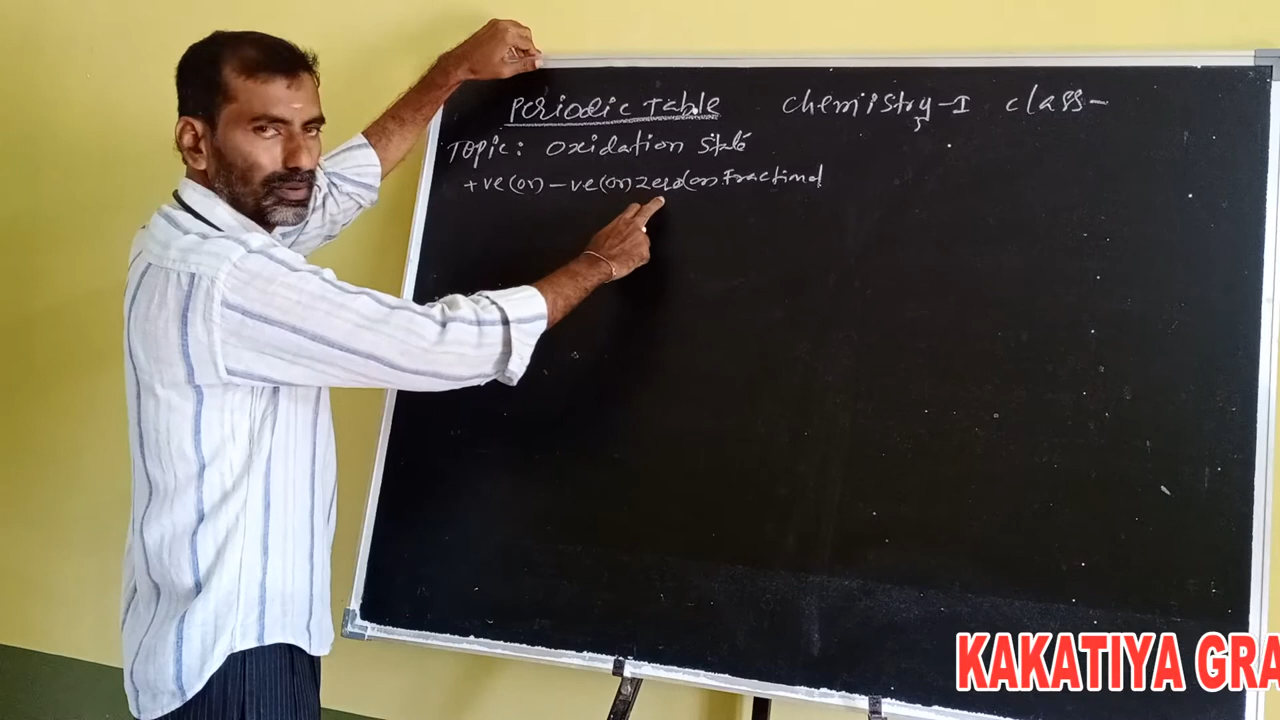 Periodic Table Chemistry-I class-
Topic: Oxidation State
+ve (or) -ve (or) zero (or) Fractional
KAKATIYA GRA